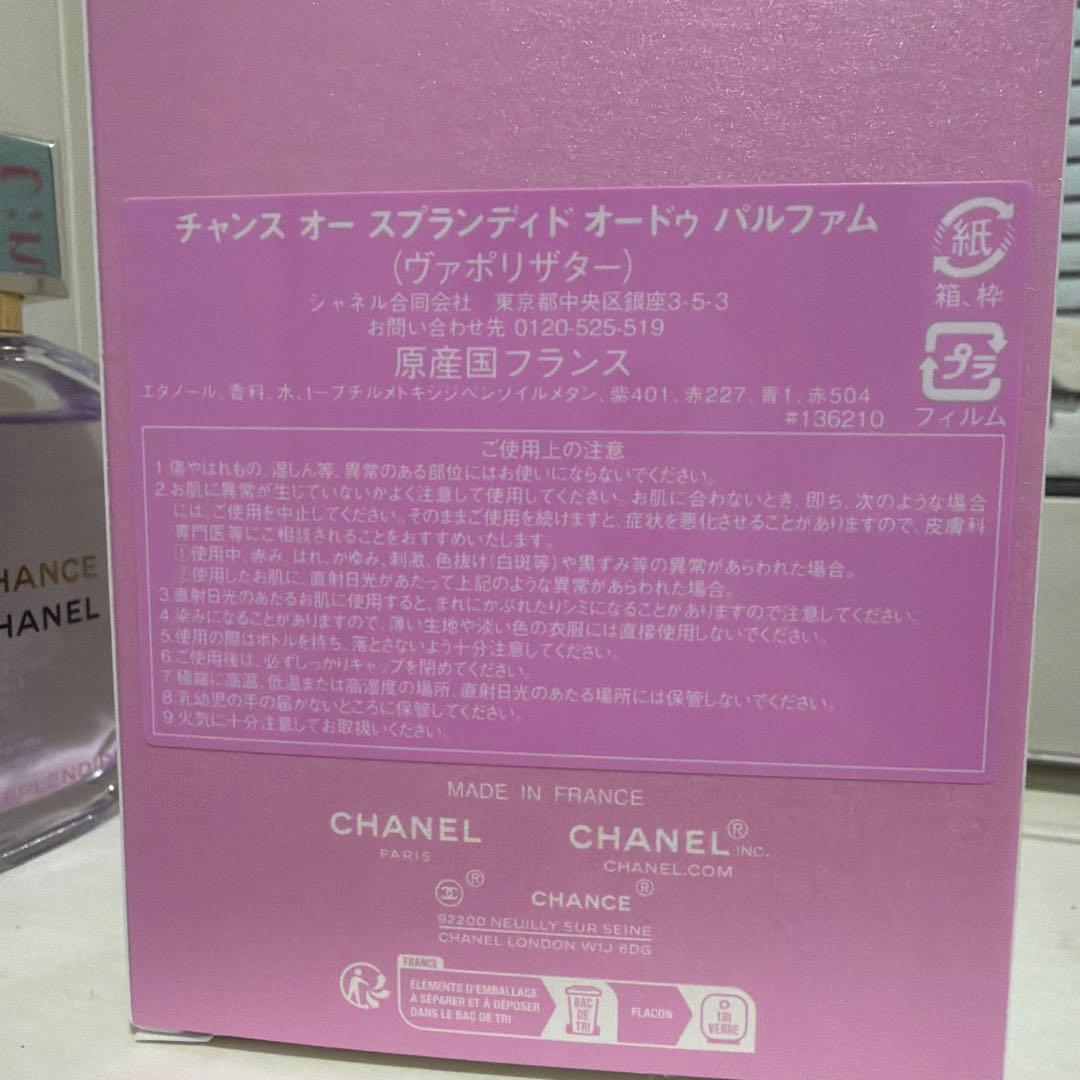 チャンス オー スプランディド オードゥ パルファム
(ヴァポリザター)
シャネル合同会社 東京都中央区銀座3-5-3
お問い合わせ先 0120-525-519
原産国フランス
エタノール、香料、水、1-ブチルメトキシジベンゾイルメタン、紫401、赤227、青1、赤504
#136210
紙
箱、枠
プラ
フィルム
ご使用上の注意
1 傷やはれもの、湿しん等、異常のある部位にはお使いにならないでください。
2.お肌に異常が生じていないかよく注意して使用してください。お肌に合わないとき、即ち、次のような場合
には、ご使用を中止してください。そのままご使用を続けますと、症状を悪化させることがありますので、皮膚科
専門医等にご相談されることをおすすめいたします。
①使用中、赤み、はれ、かゆみ、刺激、色抜け(白斑等)や黒ずみ等の異常があらわれた場合。
②使用したお肌に、直射日光があたって上記のような異常があらわれた場合。
3.直射日光のあたるお肌に使用すると、まれにかぶれたりシミになることがありますので注意してください。
4 染みになることがありますので、薄い生地や淡い色の衣服には直接使用しないでください。
5.使用の際はボトルを持ち、落とさないよう十分注意してください。
6.ご使用後は、必ずしっかりキャップを閉めてください。
7 極端に高温、低温または高湿度の場所、直射日光のあたる場所には保管しないでください。
8.乳幼児の手の届かないところに保管してください。
9 火気に十分注意してお取扱いください。
MADE IN FRANCE
CHANEL
PARIS
CHANEL® INC.
CHANEL.COM
®
CHANCE®
92200 NEUILLY SUR SEINE
CHANEL LONDON W1J 6DG
FRANCE
ÉLÉMENTS D'EMBALLAGE
À SÉPARER ET À DÉPOSER
DANS LE BAC DE TRI
BAC
DE
TRI
FLACON
TRI
VERRE
HANCE
HANEL
SPLENDID